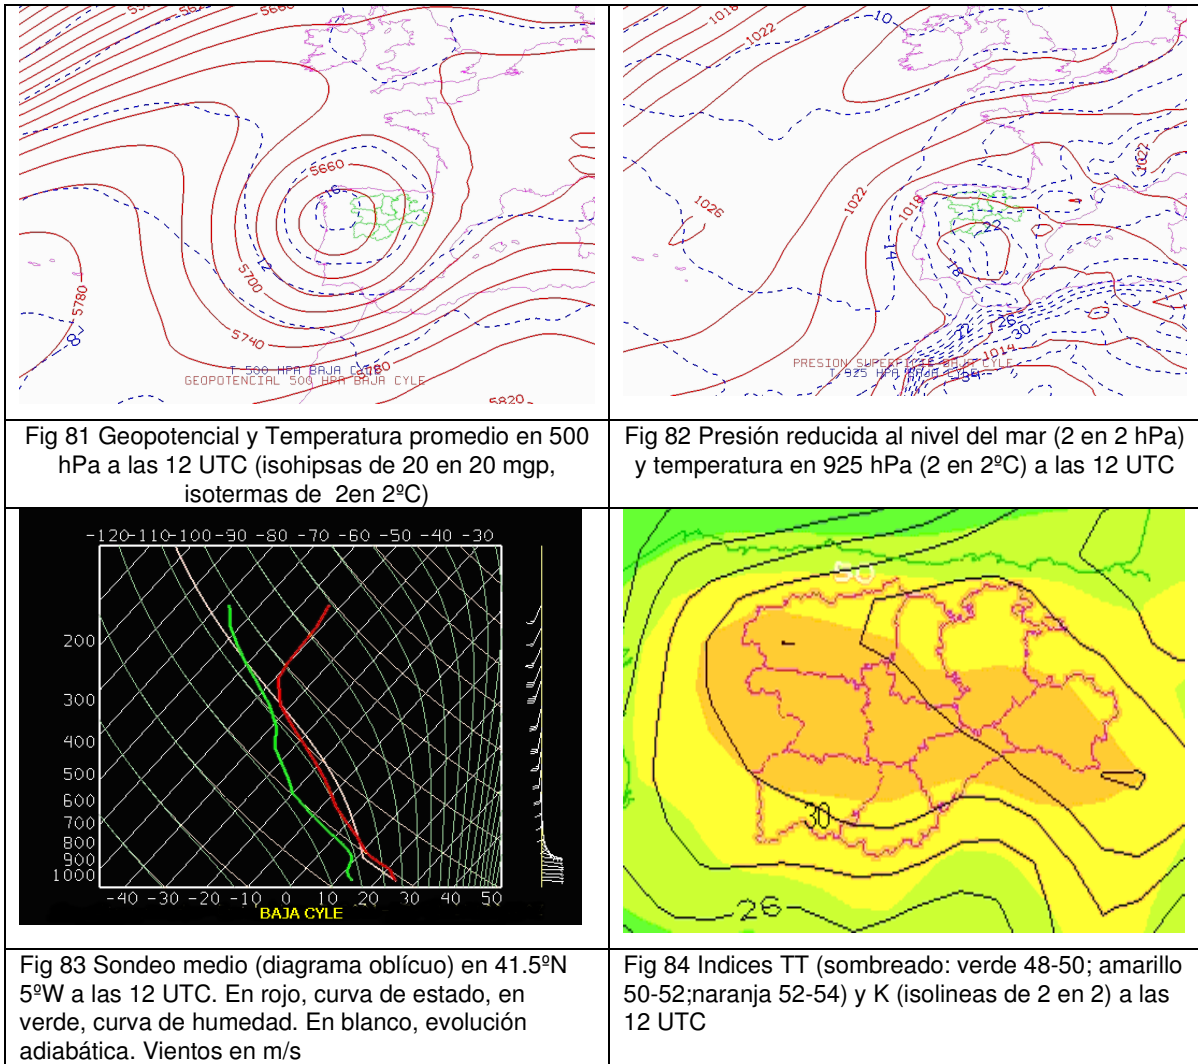 5660
16
12
5700
5780
5740
8
5780
5820
T 500 HPA BAJA CYLE
GEOPOTENCIAL 500 HPA BAJA CYLE
1018
1022
10
1022
1026
1022
1018
14
22
18
22
26
30
1014
34
PRESION SUPERFICIE BAJA CYLE
T 925 HPA BAJA CYLE
Fig 81 Geopotencial y Temperatura promedio en 500
hPa a las 12 UTC (isohipsas de 20 en 20 mgp,
isotermas de 2en 2ºC)
Fig 82 Presión reducida al nivel del mar (2 en 2 hPa)
y temperatura en 925 hPa (2 en 2ºC) a las 12 UTC
-120-110-100 -90 -80 -70 -60 -50 -40 -30
200
300
400
500
600
700
800
900
1000
-40 -30 -20 -10 0 10 20 30 40 50
BAJA CYLE
50
30
26
Fig 83 Sondeo medio (diagrama oblícuo) en 41.5ºN
5ºW a las 12 UTC. En rojo, curva de estado, en
verde, curva de humedad. En blanco, evolución
adiabática. Vientos en m/s
Fig 84 Indices TT (sombreado: verde 48-50; amarillo
50-52;naranja 52-54) y K (isolineas de 2 en 2) a las
12 UTC